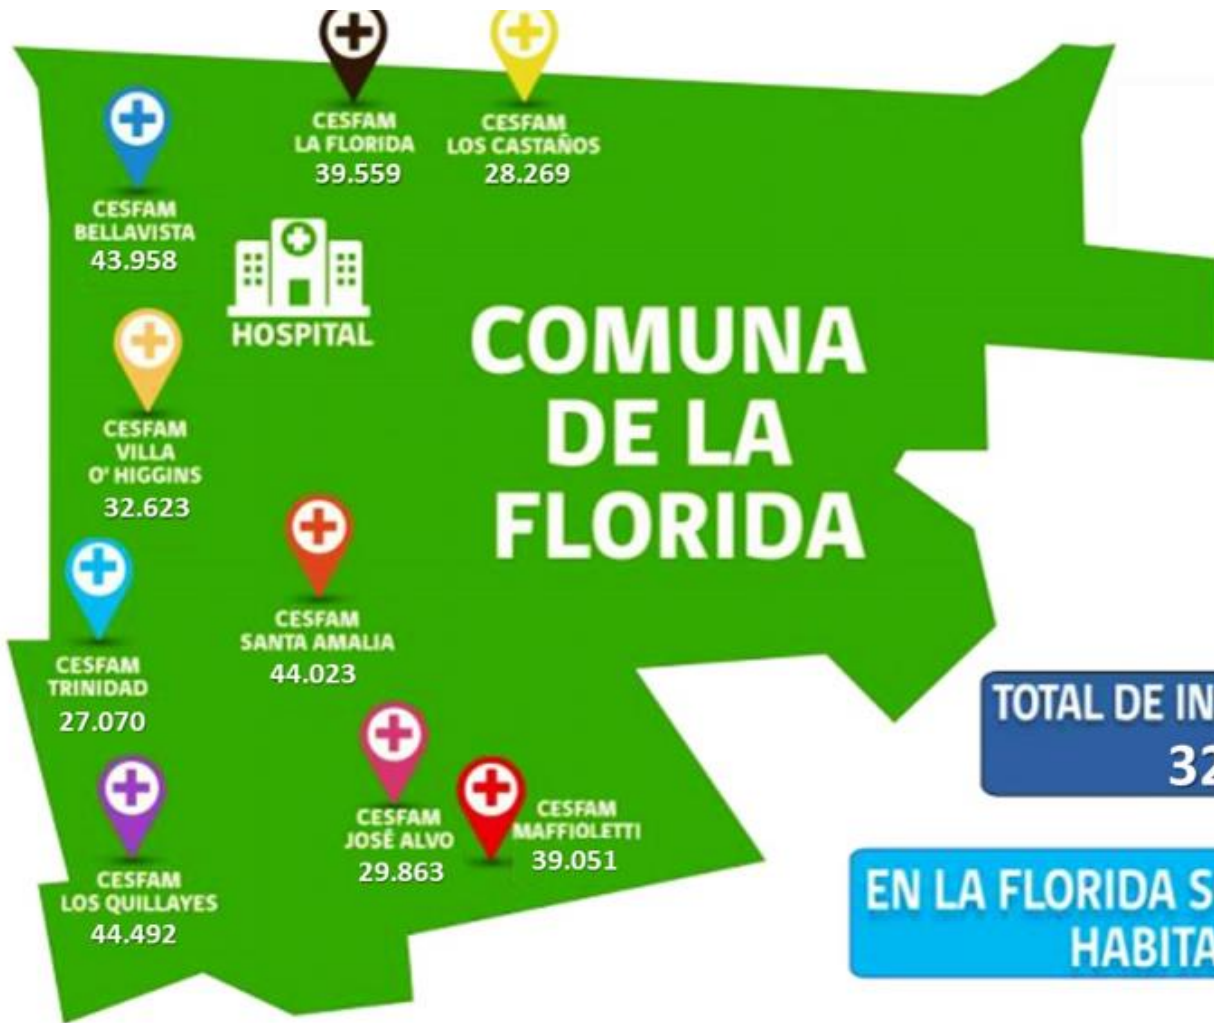 CESFAM
LA FLORIDA
39.559
CESFAM
LOS CASTAÑOS
28.269
CESFAM
BELLAVISTA
43.958
HOSPITAL
COMUNA
DE LA
FLORIDA
CESFAM
VILLA
O' HIGGINS
32.623
CESFAM
SANTA AMALIA
44.023
CESFAM
TRINIDAD
27.070
CESFAM
JOSÉ ALVO
29.863
CESFAM
MAFFIOLETTI
39.051
CESFAM
LOS QUILLAYES
44.492
TOTAL DE IN
32
EN LA FLORIDA S
HABITA